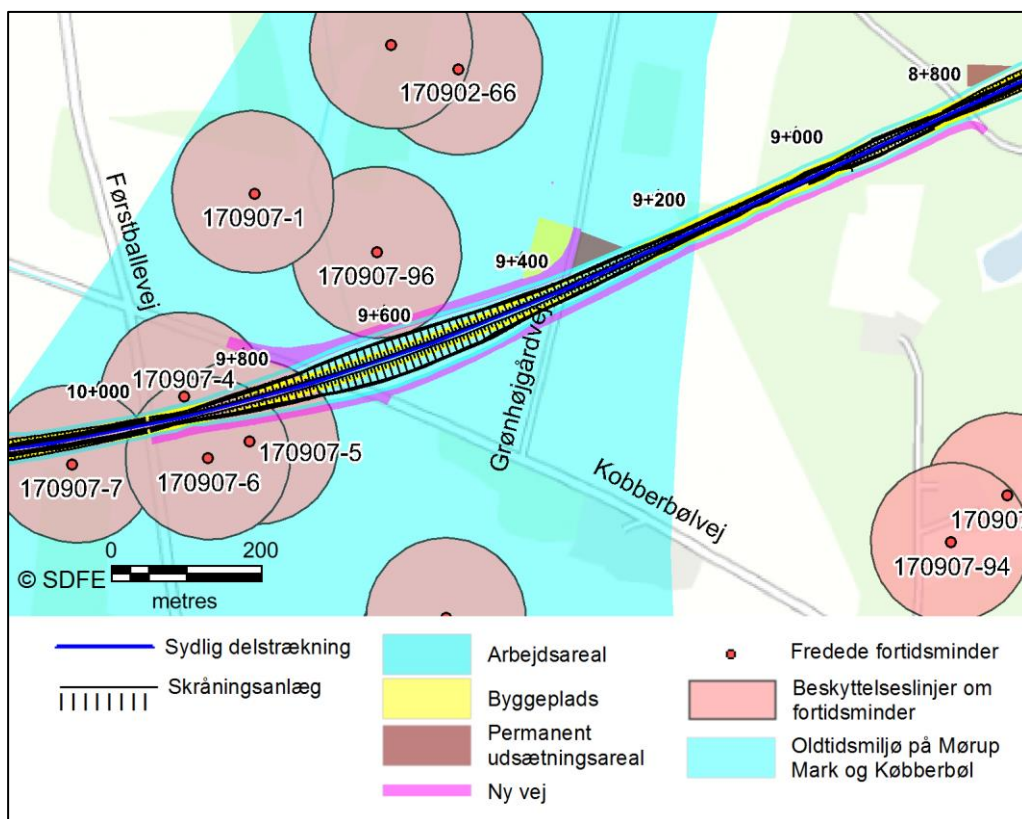 170902-66
8+800
9+000
170907-1
Førstballevej
9+200
170907-96
9+400
9+600
9+800
170907-4
10+000
Grønhøjgårdvej
170907-5
170907-6
170907-7
Kobberbølvej
170907
170907-94
0 200
© SDFE
metres
Sydlig delstrækning
Skråningsanlæg
Arbejdsareal
Byggeplads
Permanent
udsætningsareal
Ny vej
Fredede fortidsminder
Beskyttelseslinjer om
fortidsminder
Oldtidsmiljø på Mørup
Mark og Købberbøl